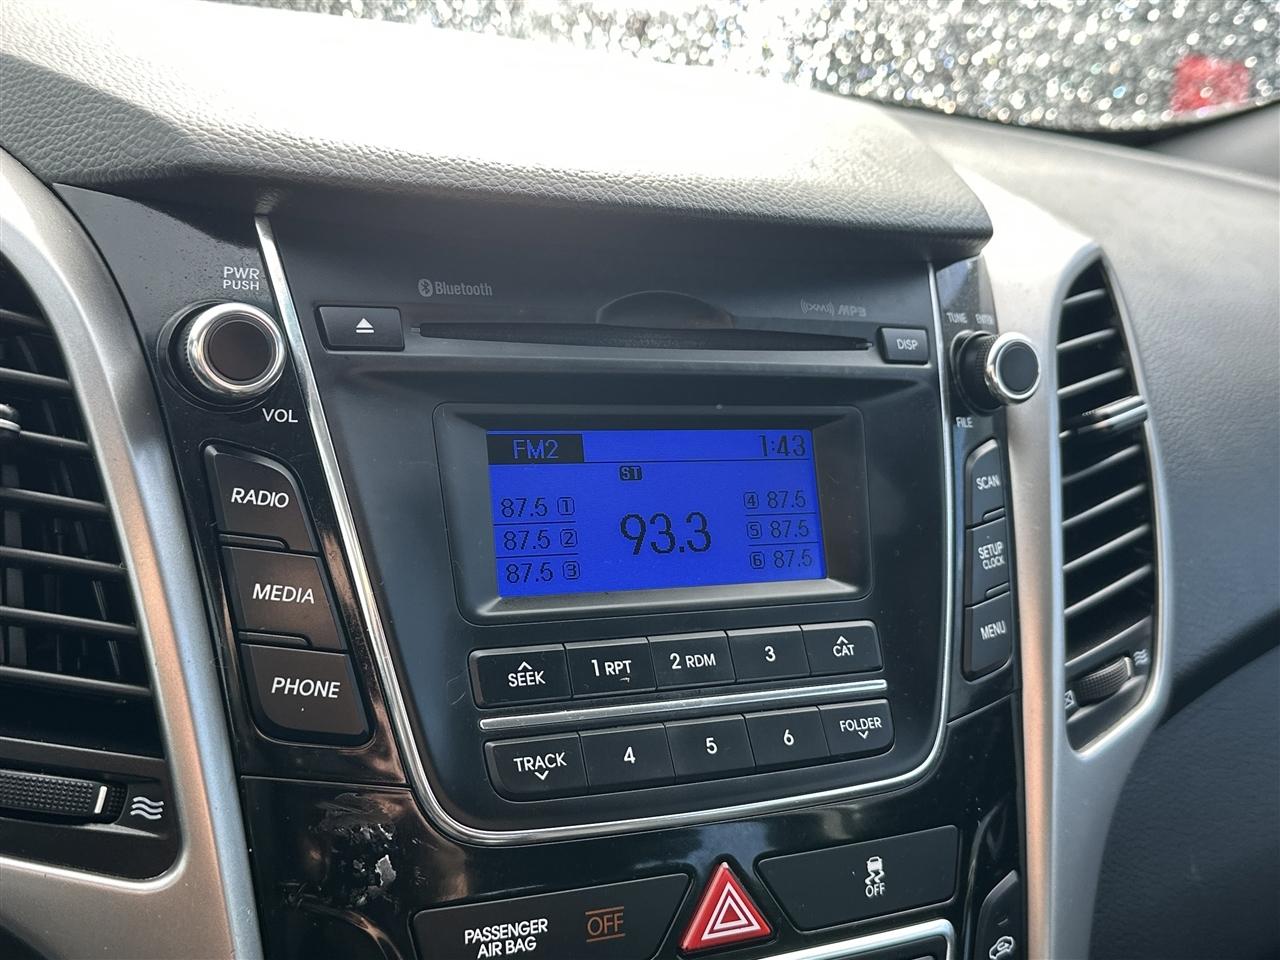 PWR
PUSH
VOL
Bluetooth
XM MP3
DISP
TUNE ENTER
FILE
RADIO
MEDIA
PHONE
FM2 1:43
ST
87.5 1
87.5 2
87.5 3
93.3
4 87.5
5 87.5
6 87.5
SCAN
SETUP
CLOCK
MENU
SEEK
1 RPT
2 RDM
3
CAT
TRACK
4
5
6
FOLDER
PASSENGER
AIR BAG
OFF
OFF